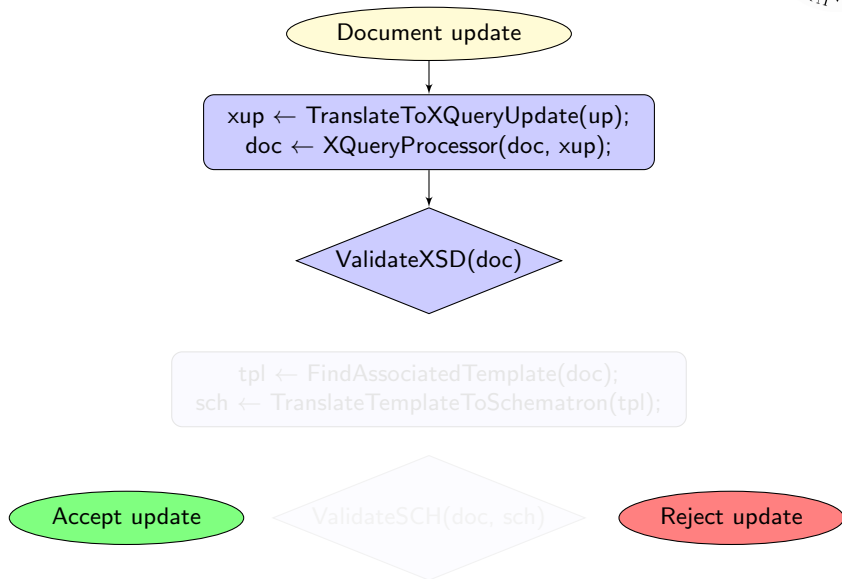 Document update
xup ← TranslateToXQueryUpdate(up);
doc ← XQueryProcessor(doc, xup);
ValidateXSD(doc)
tpl ← FindAssociatedTemplate(doc);
sch ← TranslateTemplateToSchematron(tpl);
Accept update
ValidateSCH(doc, sch)
Reject update